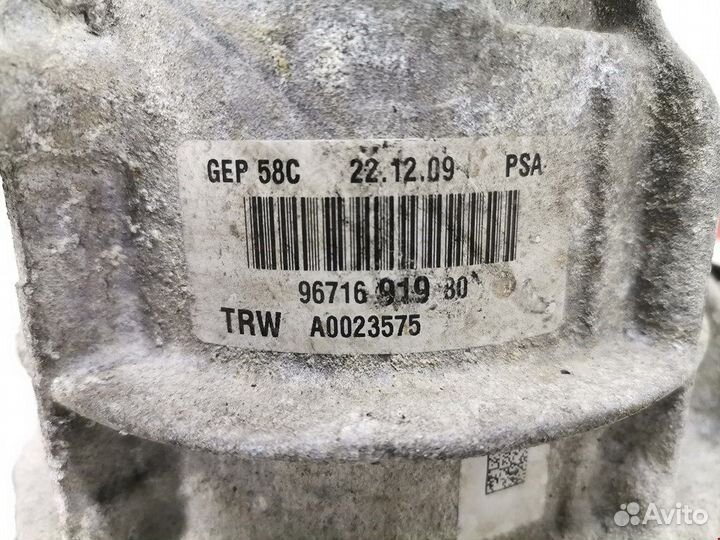 GEP 58C 22.12.09 PSA
96716 919 80
TRW A0023575
Avito